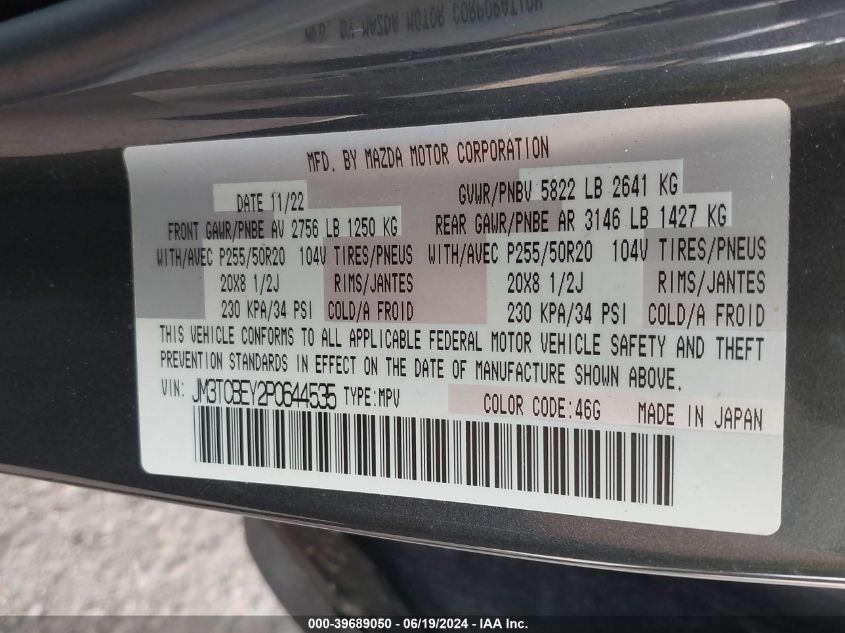 MFD. BY MAZDA MOTOR CORPORATION
MFD. BY MAZDA MOTOR CORPORATION
DATE 11/22 GVWR/PNBV 5822 LB 2641 KG
FRONT GAWR/PNBE AV 2756 LB 1250 KG REAR GAWR/PNBE AR 3146 LB 1427 KG
WITH/AVEC P255/50R20 104V TIRES/PNEUS WITH/AVEC P255/50R20 104V TIRES/PNEUS
20X8 1/2J RIMS/JANTES 20X8 1/2J RIMS/JANTES
230 KPA/34 PSI COLD/A FROID 230 KPA/34 PSI COLD/A FROID
THIS VEHICLE CONFORMS TO ALL APPLICABLE FEDERAL MOTOR VEHICLE SAFETY AND THEFT
PREVENTION STANDARDS IN EFFECT ON THE DATE OF MANUFACTURE SHOWN ABOVE.
VIN: JM3TCBEY2P0644535 TYPE:MPV COLOR CODE:46G MADE IN JAPAN
000-39689050 - 06/19/2024 - IAA Inc.